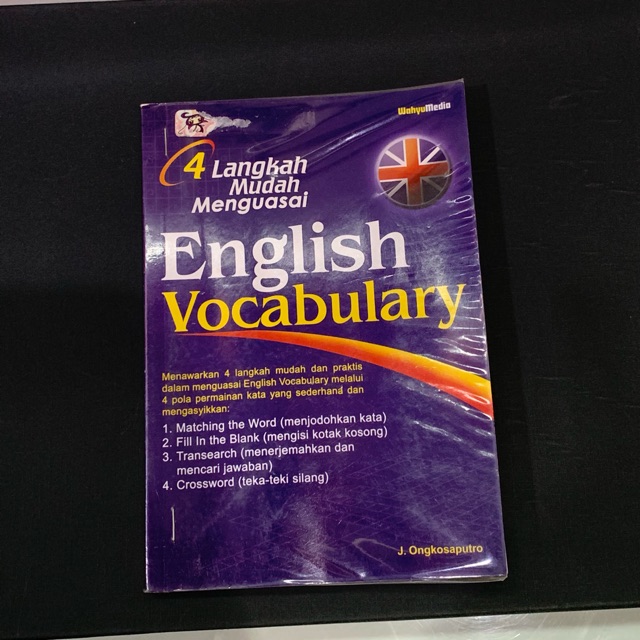 WahyuMedia
4 Langkah
Mudah
Menguasai
English
Vocabulary
Menawarkan 4 langkah mudah dan praktis
dalam menguasai English Vocabulary melalui
4 pola permainan kata yang sederhana dan
mengasyikkan:
1. Matching the Word (menjodohkan kata)
2. Fill In the Blank (mengisi kotak kosong)
3. Transearch (menerjemahkan dan
mencari jawaban)
4. Crossword (teka-teki silang)
J. Ongkosaputro